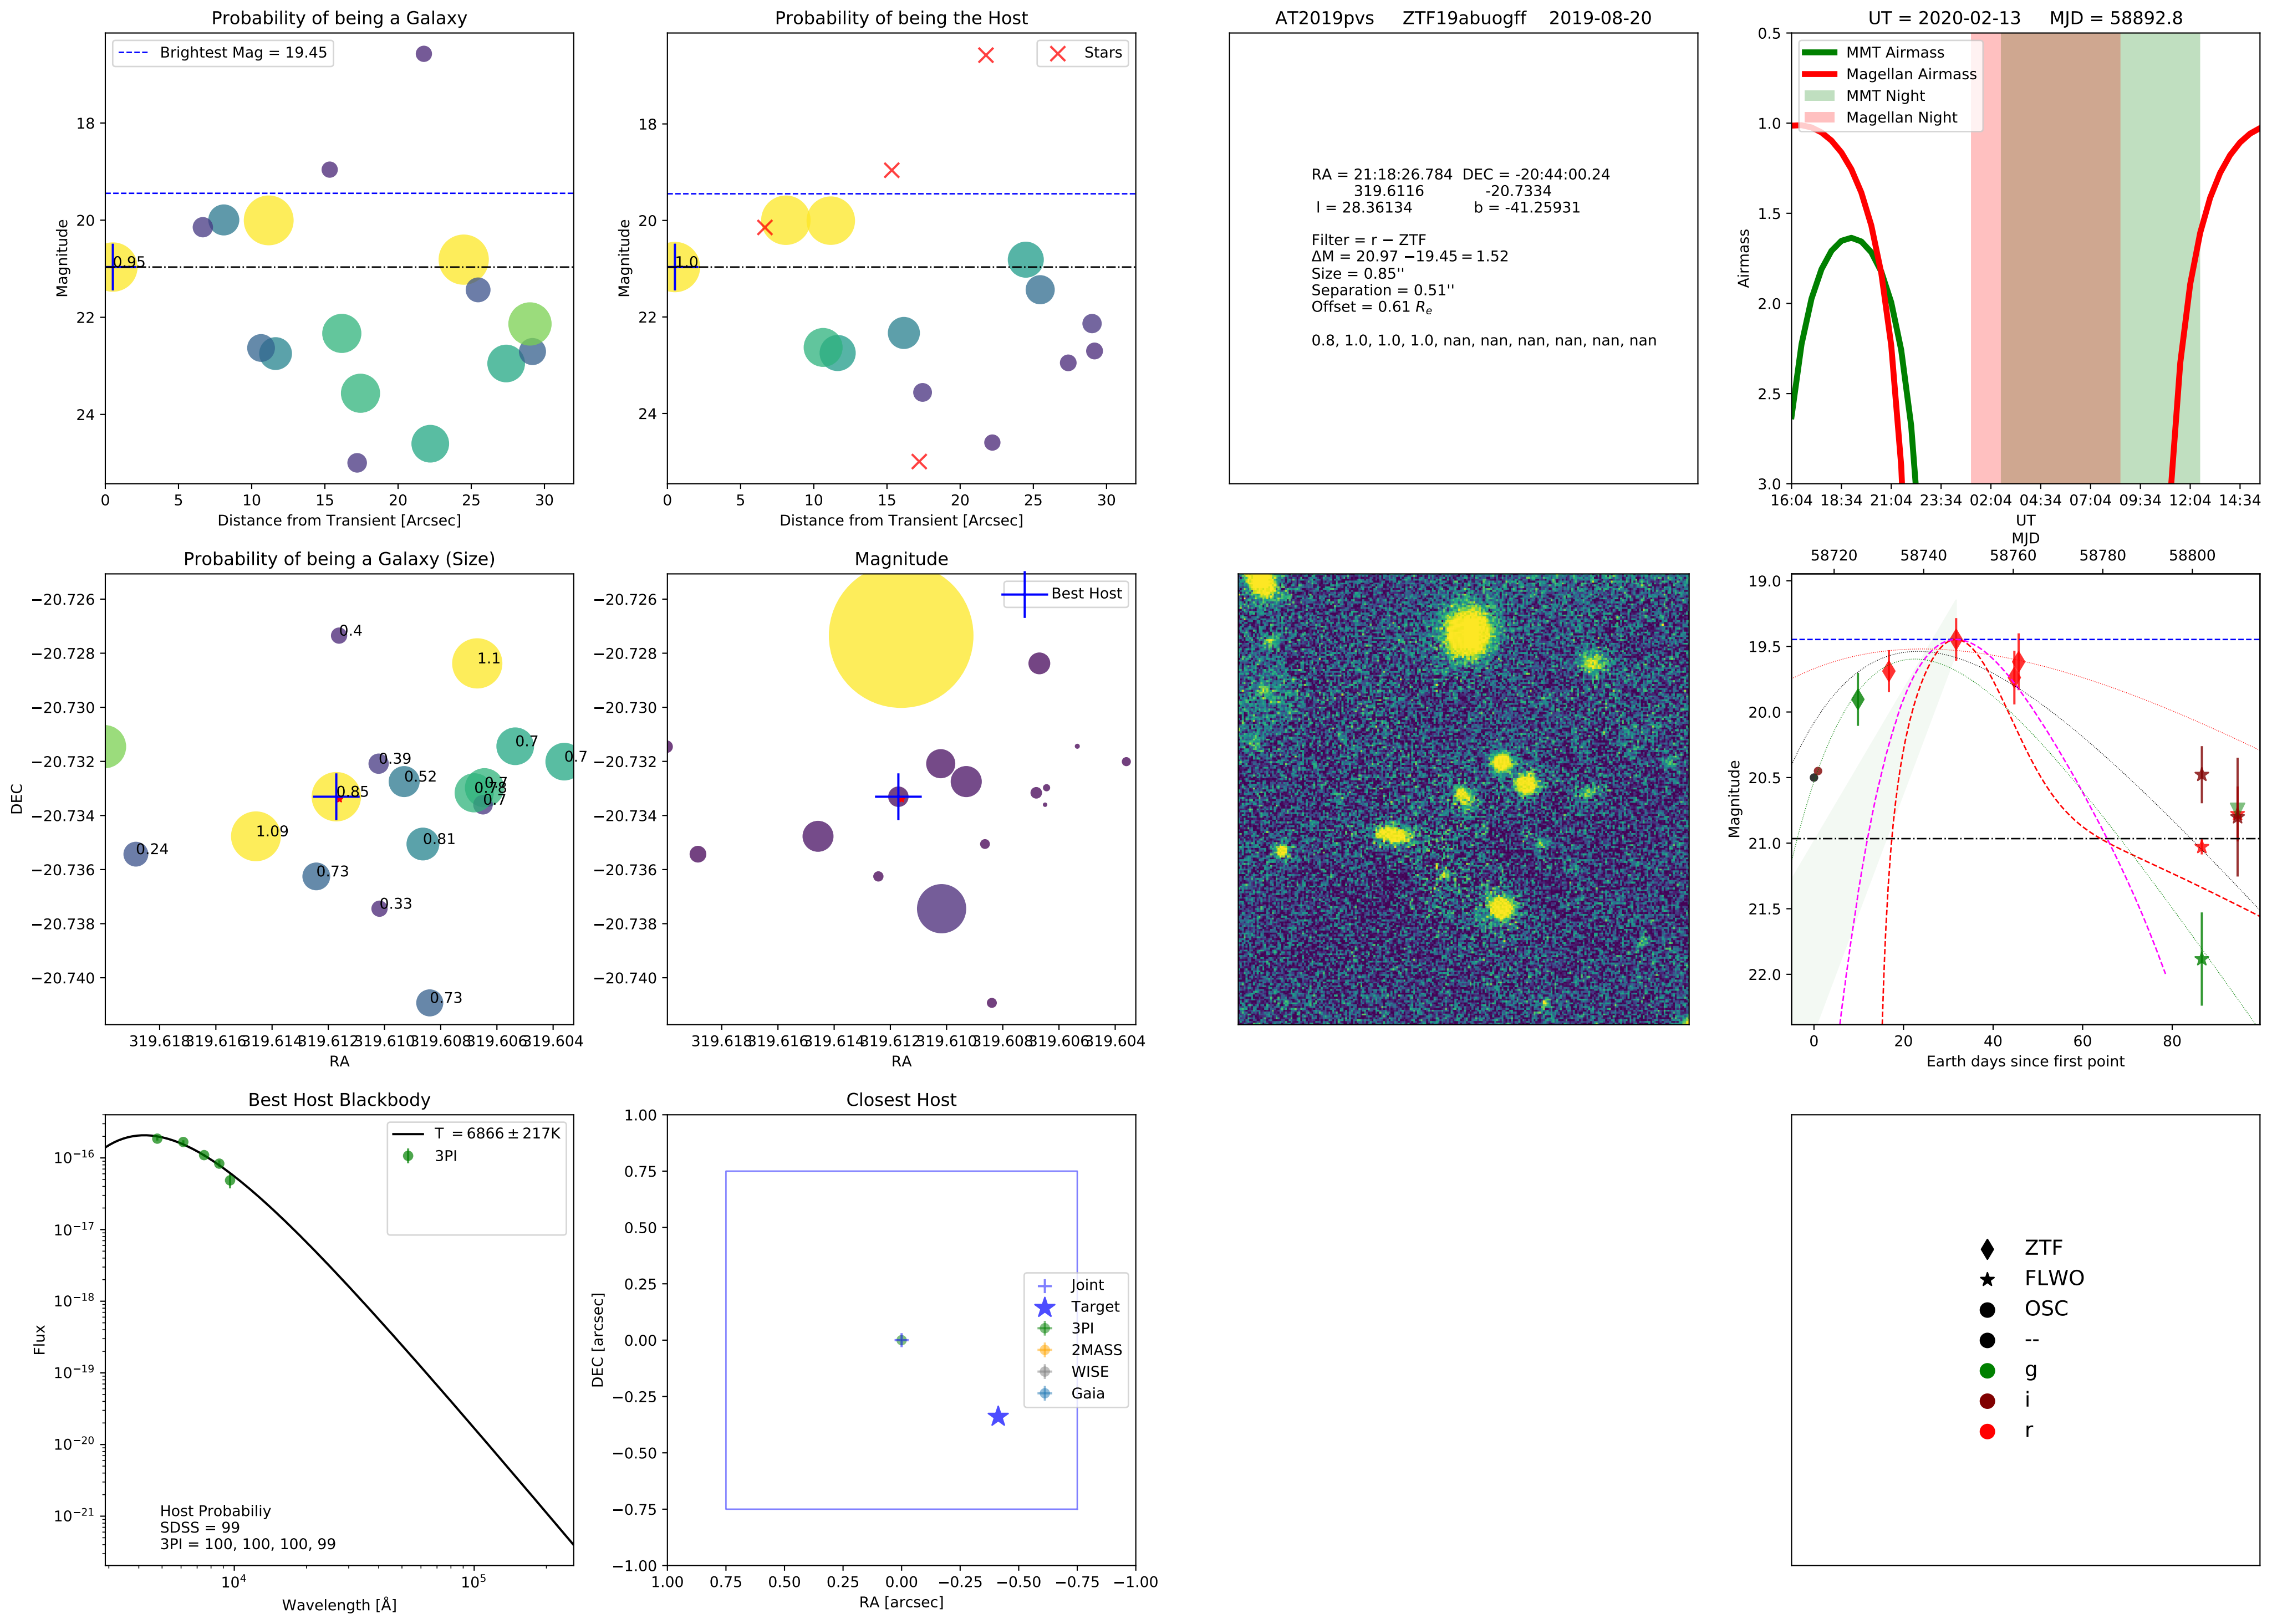 Probability of being a Galaxy
Brightest Mag = 19.45
0.95
18
20
22
24
Magnitude
0
5
10
15
20
25
30
Distance from Transient [Arcsec]
Probability of being the Host
Stars
1.0
18
20
22
24
Magnitude
0
5
10
15
20
25
30
Distance from Transient [Arcsec]
AT2019pvs ZTF19abuogff 2019-08-20
RA = 21:18:26.784 DEC = -20:44:00.24
319.6116 -20.7334
l = 28.36134 b = -41.25931
Filter = r − ZTF
ΔM = 20.97 −19.45 = 1.52
Size = 0.85''
Separation = 0.51''
Offset = 0.61 Re
0.8, 1.0, 1.0, 1.0, nan, nan, nan, nan, nan, nan
UT = 2020-02-13 MJD = 58892.8
MMT Airmass
Magellan Airmass
MMT Night
Magellan Night
0.5
1.0
1.5
2.0
2.5
3.0
Airmass
16:04 18:34 21:04 23:34 02:04 04:34 07:04 09:34 12:04 14:34
UT
Probability of being a Galaxy (Size)
0.4
1.1
0.7
0.7
0.39
0.52
0.7
0.78
0.7
0.85
1.09
0.81
0.24
0.73
0.33
0.73
−20.726
−20.728
−20.730
−20.732
−20.734
−20.736
−20.738
−20.740
DEC
319.618 319.616 319.614 319.612 319.610 319.608 319.606 319.604
RA
Magnitude
Best Host
−20.726
−20.728
−20.730
−20.732
−20.734
−20.736
−20.738
−20.740
319.618 319.616 319.614 319.612 319.610 319.608 319.606 319.604
RA
MJD
58720 58740 58760 58780 58800
19.0
19.5
20.0
20.5
21.0
21.5
22.0
Magnitude
0 20 40 60 80
Earth days since first point
Best Host Blackbody
T = 6866 ± 217K
3PI
10−16
10−17
10−18
10−19
10−20
10−21
Flux
Host Probabiliy
SDSS = 99
3PI = 100, 100, 100, 99
104 105
Wavelength [Å]
Closest Host
1.00
0.75
0.50
0.25
0.00
−0.25
−0.50
−0.75
−1.00
DEC [arcsec]
Joint
Target
3PI
2MASS
WISE
Gaia
1.00 0.75 0.50 0.25 0.00 −0.25 −0.50 −0.75 −1.00
RA [arcsec]
ZTF
FLWO
OSC
--
g
i
r